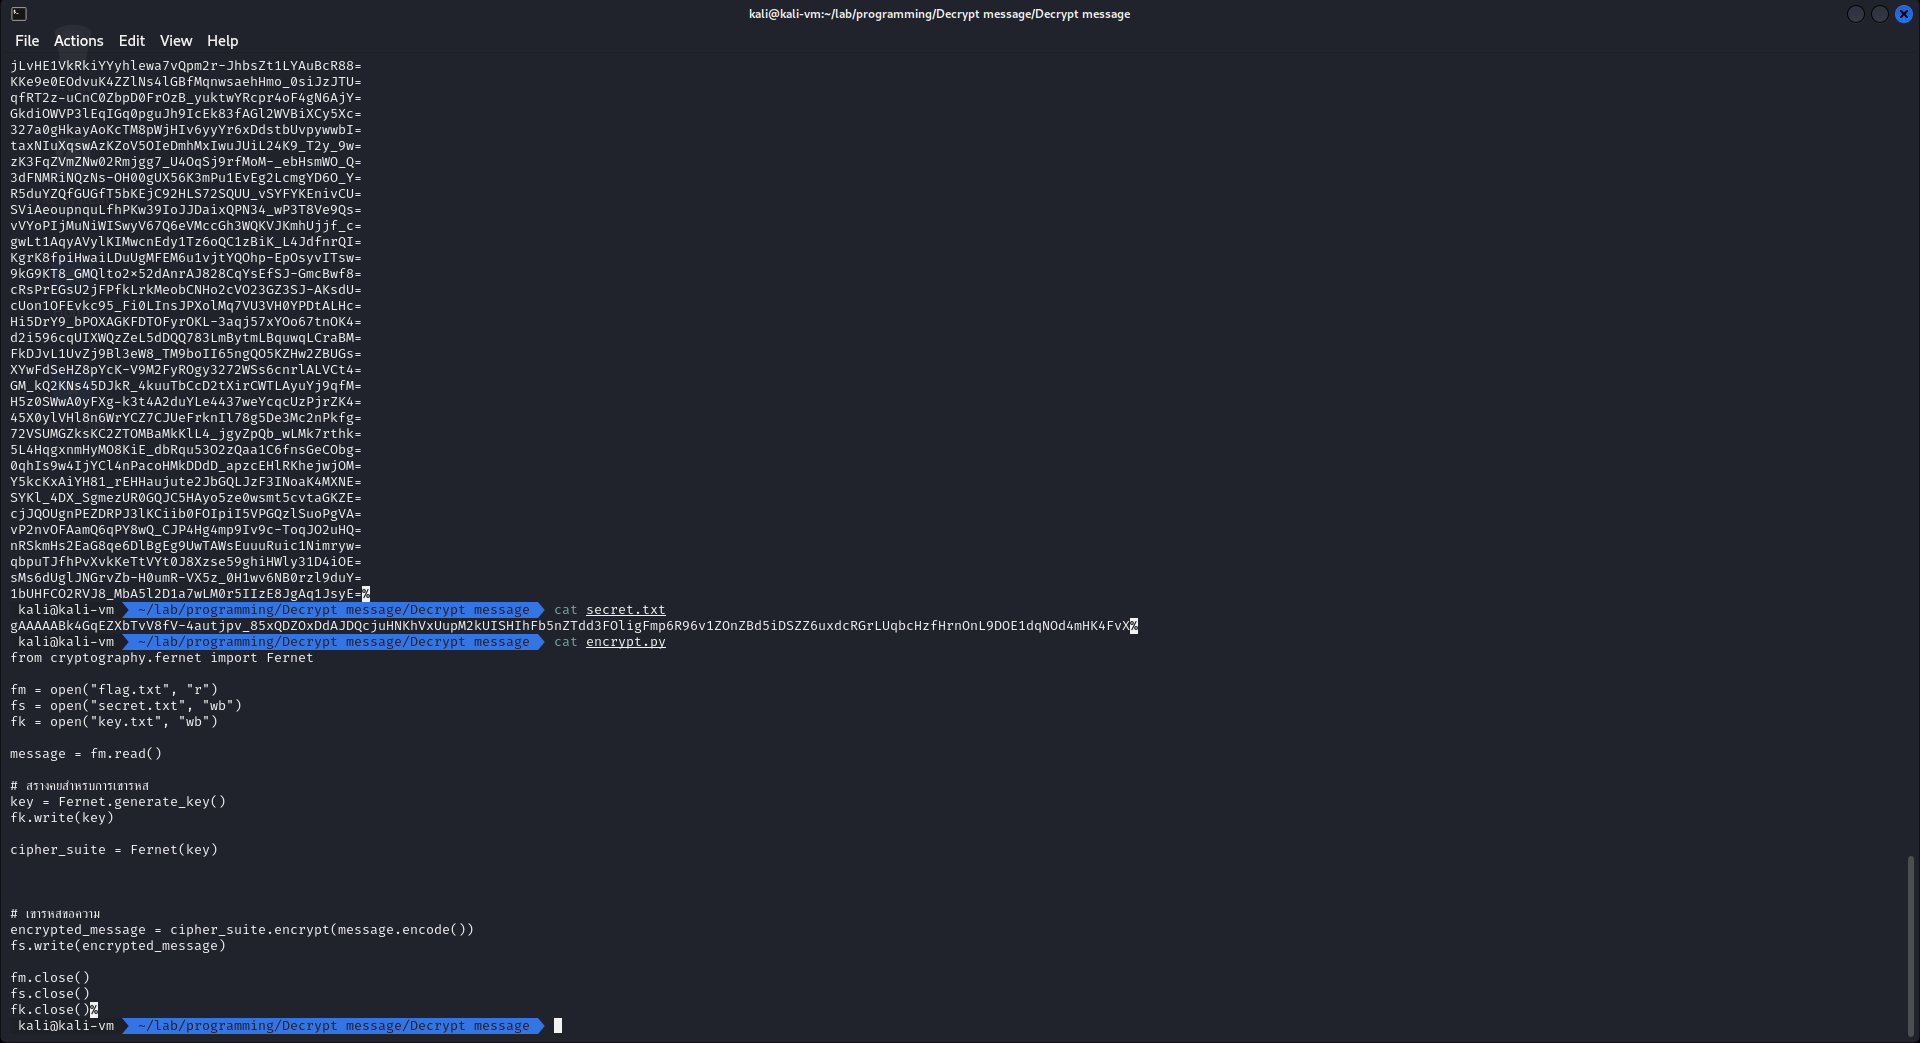 kali@kali-vm:~/lab/programming/Decrypt message/Decrypt message
File Actions Edit View Help
jLvHE1VkRkiYYyhlewa7vQpm2r-JhbsZt1LYAuBcR88=
KKe9e0EOdvuK4ZZlNs4lGBfMqnwsaehHmo_0siJzJTU=
qfRT2z-uCnC0ZbpD0FrOzB_yuktwYRcpr4oF4gN6AjY=
GkdiOWVP3lEqIGq0pguJh9IcEk83fAGl2WVBiXCy5Xc=
327a0gHkayAoKcTM8pWjHIv6yyYr6xDdstbUvpywwbI=
taxNIuXqswAzKZoV5OIeDmhMxIwuJUiL24K9_T2y_9w=
zK3FqZVmZNw02Rmjgg7_U4OqSj9rfMoM-_ebHsmWO_Q=
3dFNMRiNQzNs-OH00gUX56K3mPu1EvEg2LcmgYD6O_Y=
R5duYZQfGUGfT5bKEjC92HLS72SQUU_vSYFYKEnivCU=
SViAeoupnquLfhPKw39IoJJDaixQPN34_wP3T8Ve9Qs=
vVYoPIjMuNiWISwyV67Q6eVMccGh3WQKVJKmhUjjf_c=
gwLt1AqyAVylKIMwcnEdy1Tz6oQC1zBiK_L4JdfnrQI=
KgrK8fpiHwaiLDuUgMFEM6u1vjtYQOhp-EpOsyvITsw=
9kG9KT8_GMQlto2×52dAnrAJ828CqYsEfSJ-GmcBwf8=
cRsPrEGsU2jFPfkLrkMeobCNHo2cVO23GZ3SJ-AKsdU=
cUon1OFEvkc95_Fi0LInsJPXolMq7VU3VH0YPDtALHc=
Hi5DrY9_bPOXAGKFDTOFyrOKL-3aqj57xYOo67tnOK4=
d2i596cqUIXWQzZeL5dDQQ783LmBytmLBquwqLCraBM=
FkDJvL1UvZj9Bl3eW8_TM9boII65ngQO5KZHw2ZBUGs=
XYwFdSeHZ8pYcK-V9M2FyROgy3272WSs6cnrlALVCt4=
GM_kQ2KNs45DJkR_4kuuTbCcD2tXirCWTLAyuYj9qfM=
H5z0SWwA0yFXg-k3t4A2duYLe4437weYcqcUzPjrZK4=
45X0ylVHl8n6WrYCZ7CJUeFrknIl78g5De3Mc2nPkfg=
72VSUMGZksKC2ZTOMBaMkKlL4_jgyZpQb_wLMk7rthk=
5L4HqgxnmHyMO8KiE_dbRqu53O2zQaa1C6fnsGeCObg=
0qhIs9w4IjYCl4nPacoHMkDDdD_apzcEHlRKhejwjOM=
Y5kcKxAiYH81_rEHHaujute2JbGQLJzF3INoaK4MXNE=
SYKl_4DX_SgmezUR0GQJC5HAyo5ze0wsmt5cvtaGKZE=
cjJQOUgnPEZDRPJ3lKCiib0FOIpiI5VPGQzlSuoPgVA=
vP2nvOFAamQ6qPY8wQ_CJP4Hg4mp9Iv9c-ToqJO2uHQ=
nRSkmHs2EaG8qe6DlBgEg9UwTAWsEuuuRuic1Nimryw=
qbpuTJfhPvXvkKeTtVYt0J8Xzse59ghiHWly31D4iOE=
sMs6dUglJNGrvZb-H0umR-VX5z_0H1wv6NB0rzl9duY=
1bUHFCO2RVJ8_MbA5l2D1a7wLM0r5IIzE8JgAq1JsyE=%
kali@kali-vm ~/lab/programming/Decrypt message/Decrypt message cat secret.txt
gAAAAABk4GqEZXbTvV8fV-4autjpv_85xQDZOxDdAJDQcjuHNKhVxUupM2kUISHIhFb5nZTdd3FOligFmp6R96v1ZOnZBd5iDSZZ6uxdcRGrLUqbcHzfHrnOnL9DOE1dqNOd4mHK4FvX%
kali@kali-vm ~/lab/programming/Decrypt message/Decrypt message cat encrypt.py
from cryptography.fernet import Fernet
fm = open("flag.txt", "r")
fs = open("secret.txt", "wb")
fk = open("key.txt", "wb")
message = fm.read()
# สรางคยสำหรบการเขารหส
key = Fernet.generate_key()
fk.write(key)
cipher_suite = Fernet(key)
# เขารหสขอความ
encrypted_message = cipher_suite.encrypt(message.encode())
fs.write(encrypted_message)
fm.close()
fs.close()
fk.close()%
kali@kali-vm ~/lab/programming/Decrypt message/Decrypt message